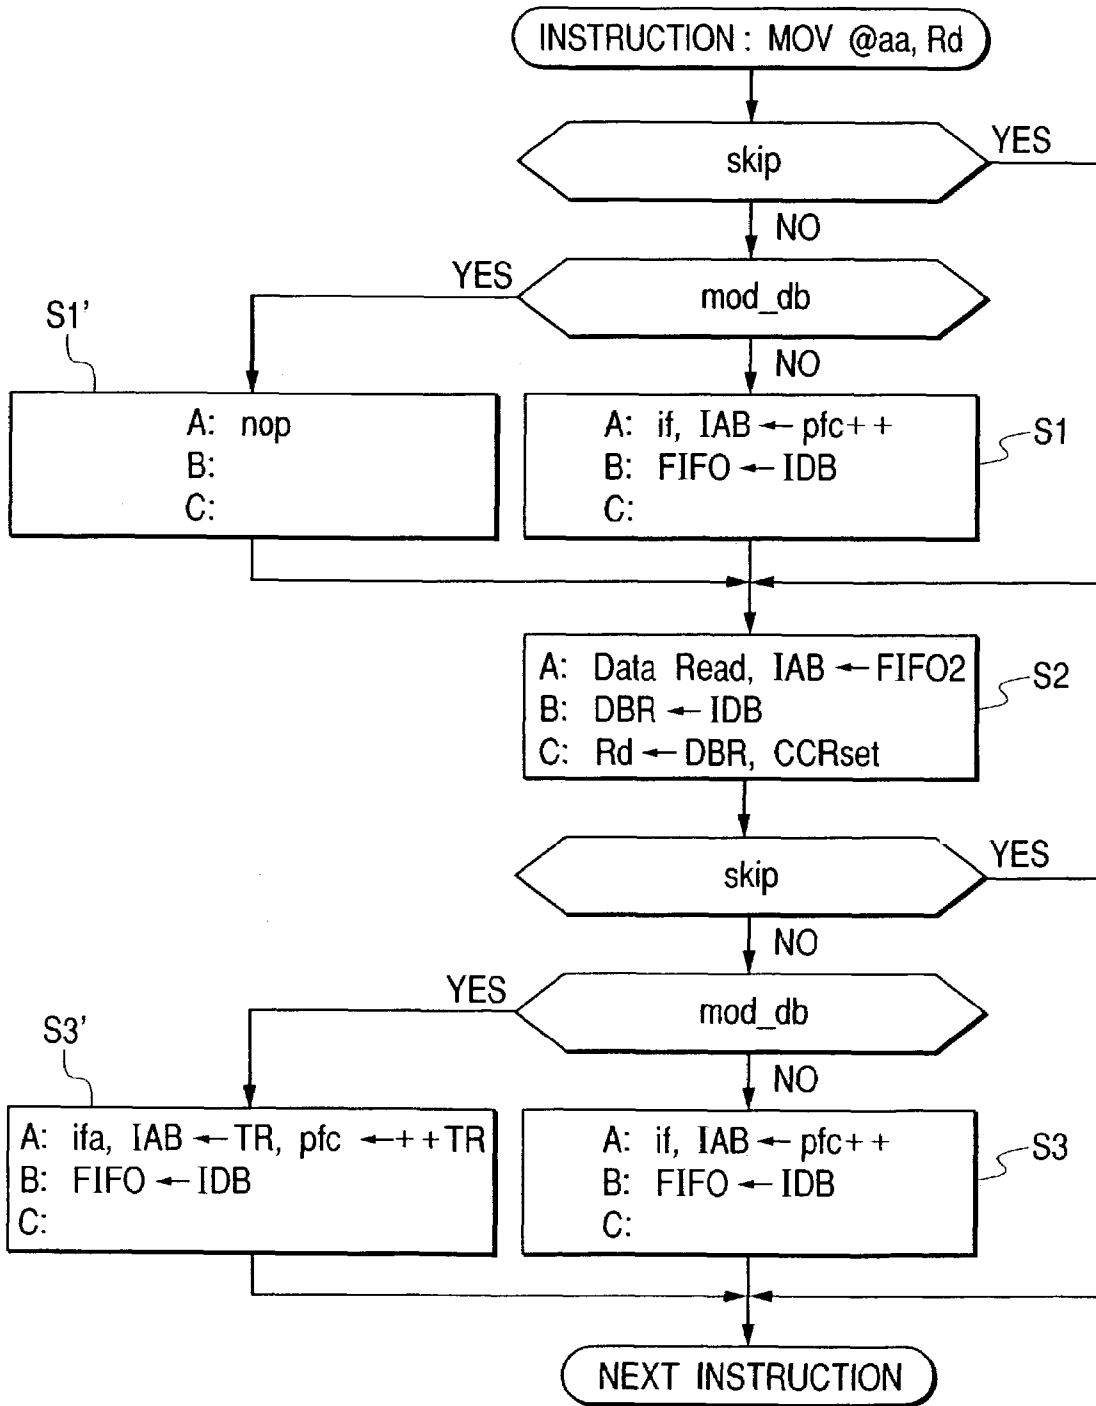 INSTRUCTION : MOV @aa, Rd
skip
YES
NO
YES
mod_db
S1'
NO
A: nop
B:
C:
A: if, IAB ← pfc++
B: FIFO ← IDB
C:
S1
A: Data Read, IAB ← FIFO2
B: DBR ← IDB
C: Rd ← DBR, CCRset
S2
skip
YES
NO
YES
mod_db
S3'
NO
A: ifa, IAB ← TR, pfc ← ++TR
B: FIFO ← IDB
C:
A: if, IAB ← pfc++
B: FIFO ← IDB
C:
S3
NEXT INSTRUCTION